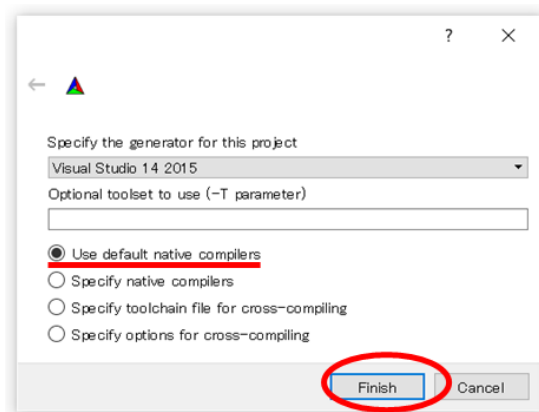 ?
Specify the generator for this project
Visual Studio 14 2015
Optional toolset to use (-T parameter)
Use default native compilers
Specify native compilers
Specify toolchain file for cross-compiling
Specify options for cross-compiling
Finish Cancel